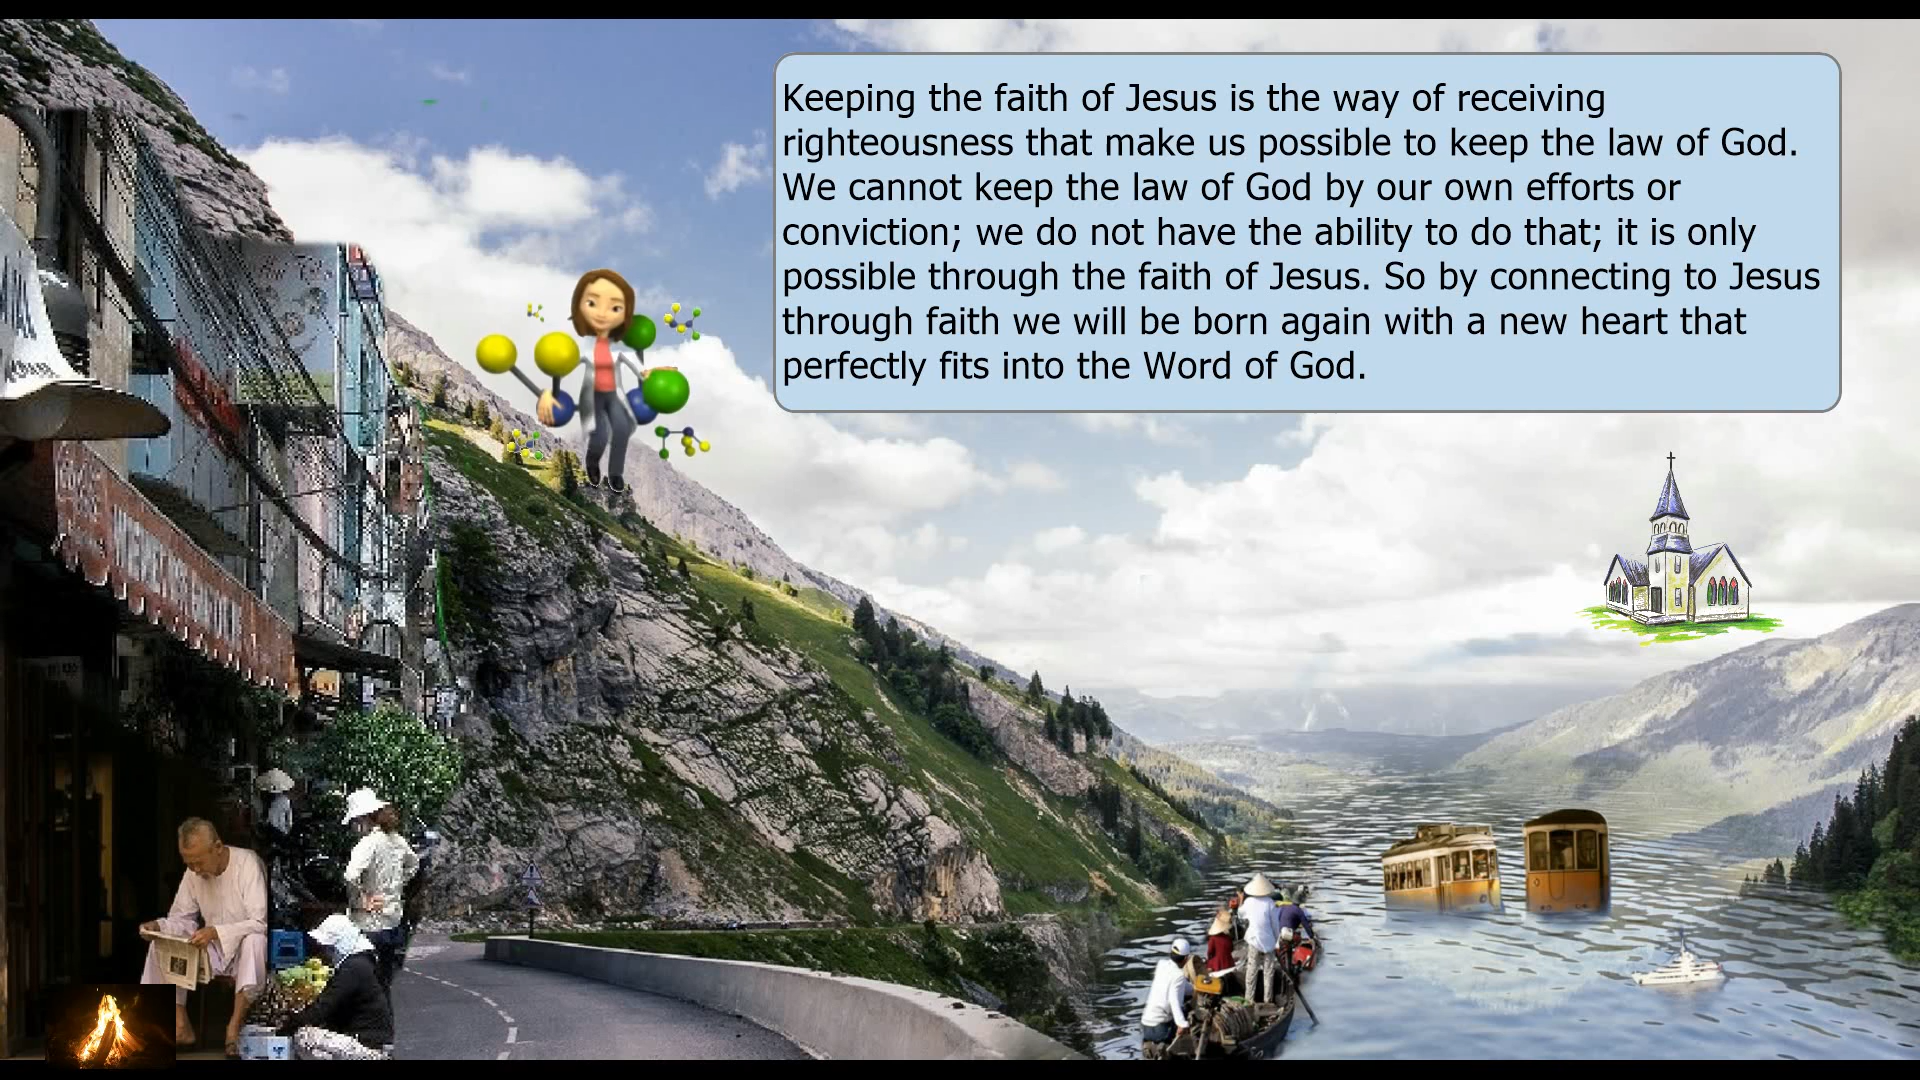 Keeping the faith of Jesus is the way of receiving
righteousness that make us possible to keep the law of God.
We cannot keep the law of God by our own efforts or
conviction; we do not have the ability to do that; it is only
possible through the faith of Jesus. So by connecting to Jesus
through faith we will be born again with a new heart that
perfectly fits into the Word of God.